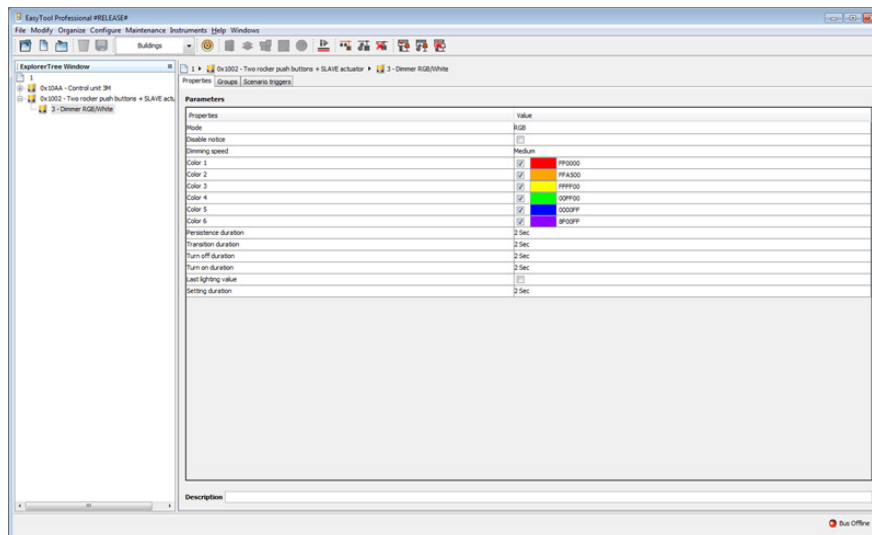 EasyTool Professional #RELEASE#
File Modify Organize Configure Maintenance Instruments Help Windows
Buildings
ExplorerTree Window
1
0x10AA - Control unit 3M
0x1002 - Two rocker push buttons + SLAVE actu
3 - Dimmer RGB/White
1 0x1002 - Two rocker push buttons + SLAVE actuator 3 - Dimmer RGB/White
Properties Groups Scenario triggers
Parameters
Properties Value
Mode RGB
Disable notice
Dimming speed Medium
Color 1 FF0000
Color 2 FFA500
Color 3 FFFF00
Color 4 00FF00
Color 5 0000FF
Color 6 8F00FF
Persistence duration 2 Sec
Transition duration 2 Sec
Turn off duration 2 Sec
Turn on duration 2 Sec
Last lighting value
Setting duration 2 Sec
Description
Bus Offline